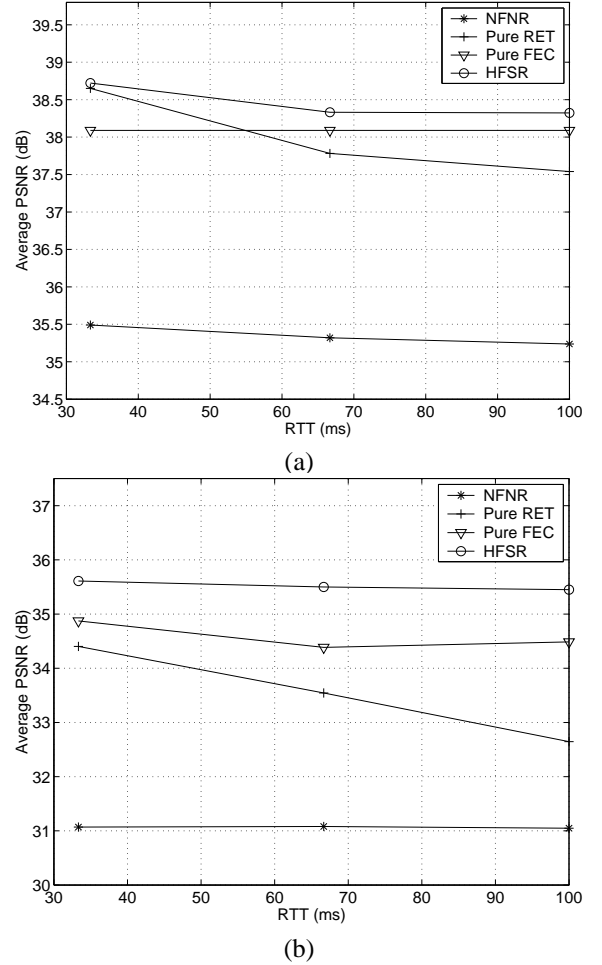 39.5
39
38.5
38
37.5
37
36.5
36
35.5
35
34.5
Average PSNR (dB)
NFNR
Pure RET
Pure FEC
HFSR
30 40 50 60 70 80 90 100
RTT (ms)
(a)
37
36
35
34
33
32
31
30
Average PSNR (dB)
NFNR
Pure RET
Pure FEC
HFSR
30 40 50 60 70 80 90 100
RTT (ms)
(b)